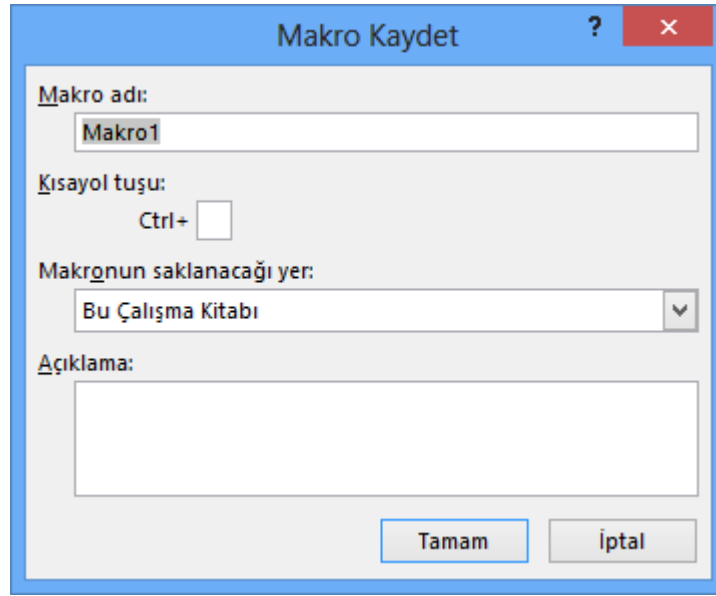 Makro Kaydet ?
Makro adı:
Makro1
Kısayol tuşu:
Ctrl+
Makronun saklanacağı yer:
Bu Çalışma Kitabı
Açıklama:
Tamam İptal